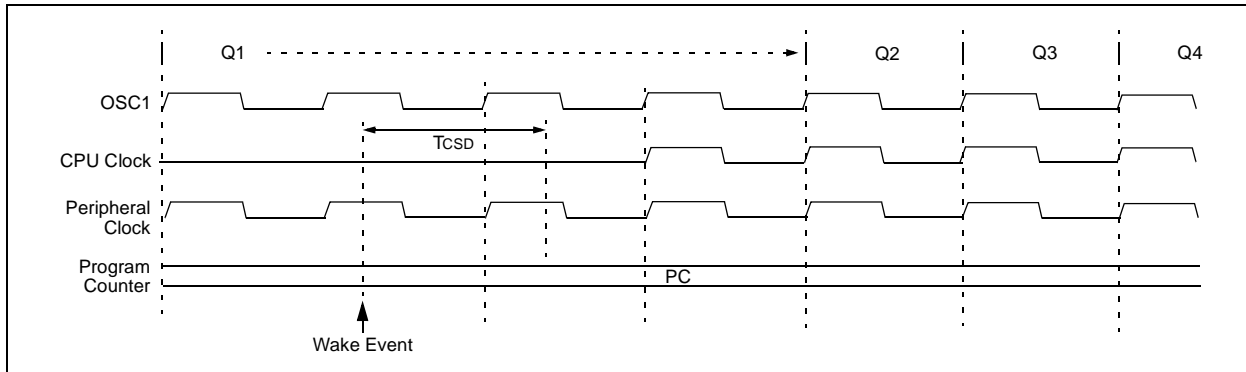 Q1 Q2 Q3 Q4
OSC1
TCSD
CPU Clock
Peripheral
Clock
Program
Counter
PC
Wake Event